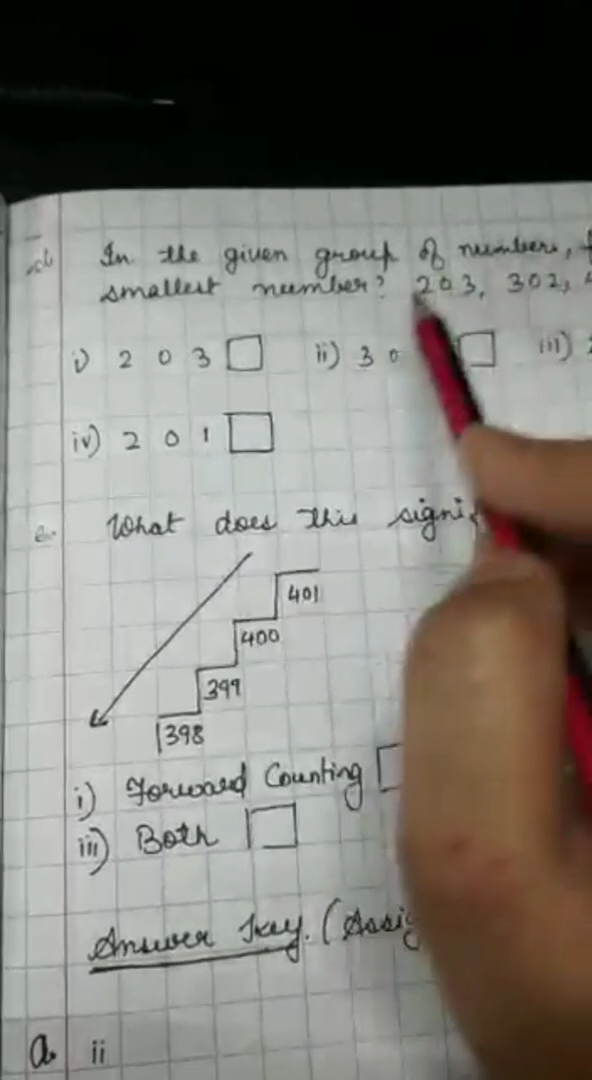 d. In the given group of numbers,
smallest number? 203, 302,
i) 2 0 3 ii) 3 0 iii)
iv) 2 0 1
e. What does this
401
400
399
398
i) Forward Counting
iii) Both
Answer key.
a. ii